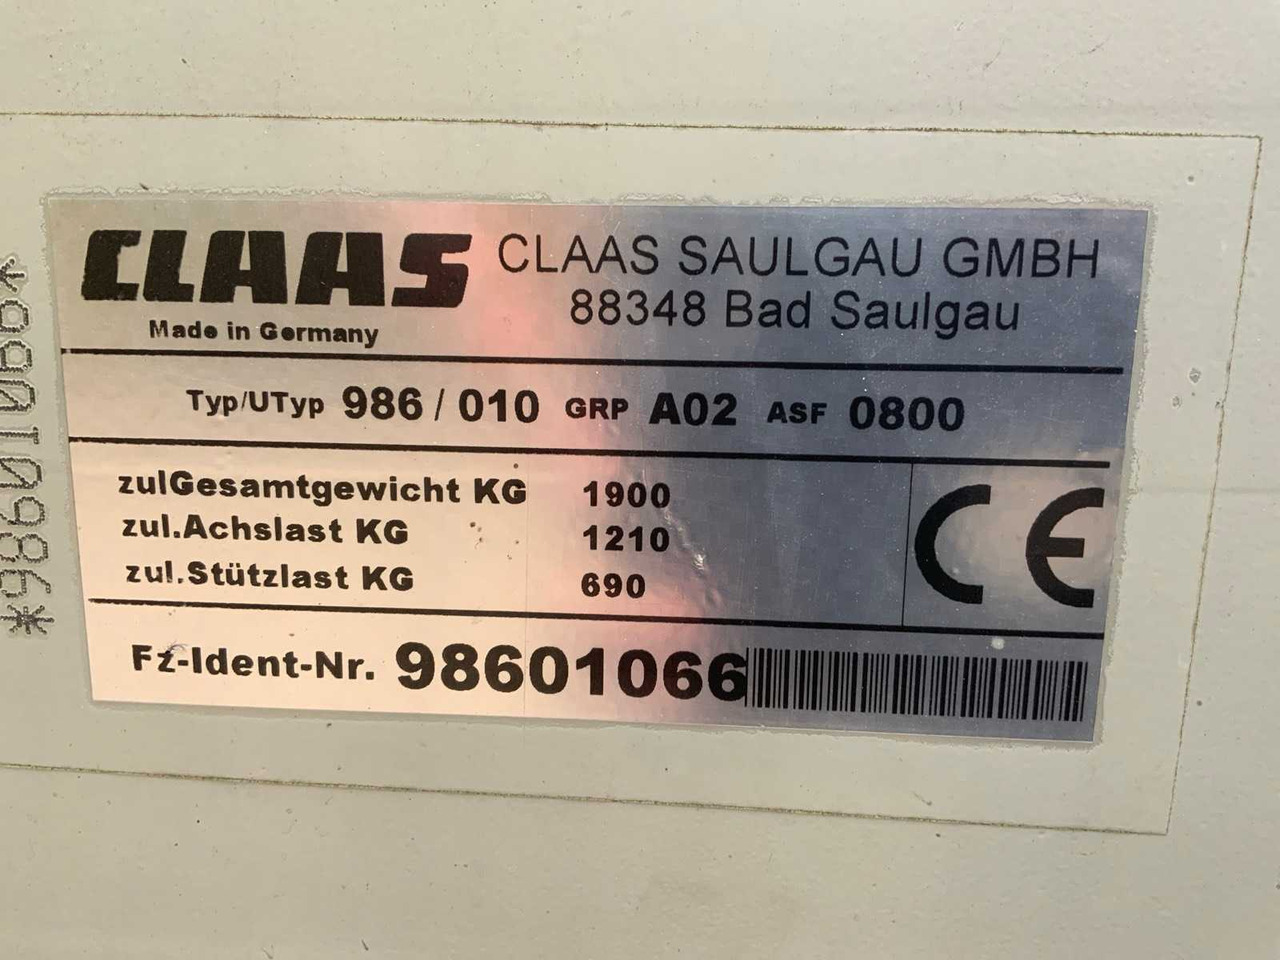 CLAAS
CLAAS SAULGAU GMBH
88348 Bad Saulgau
Made in Germany
Typ/UTyp 986 / 010 GRP A02 ASF 0800
zulGesamtgewicht KG 1900
zul.Achslast KG 1210
zul.Stützlast KG 690
CE
Fz-Ident-Nr. 98601066
*98601066*